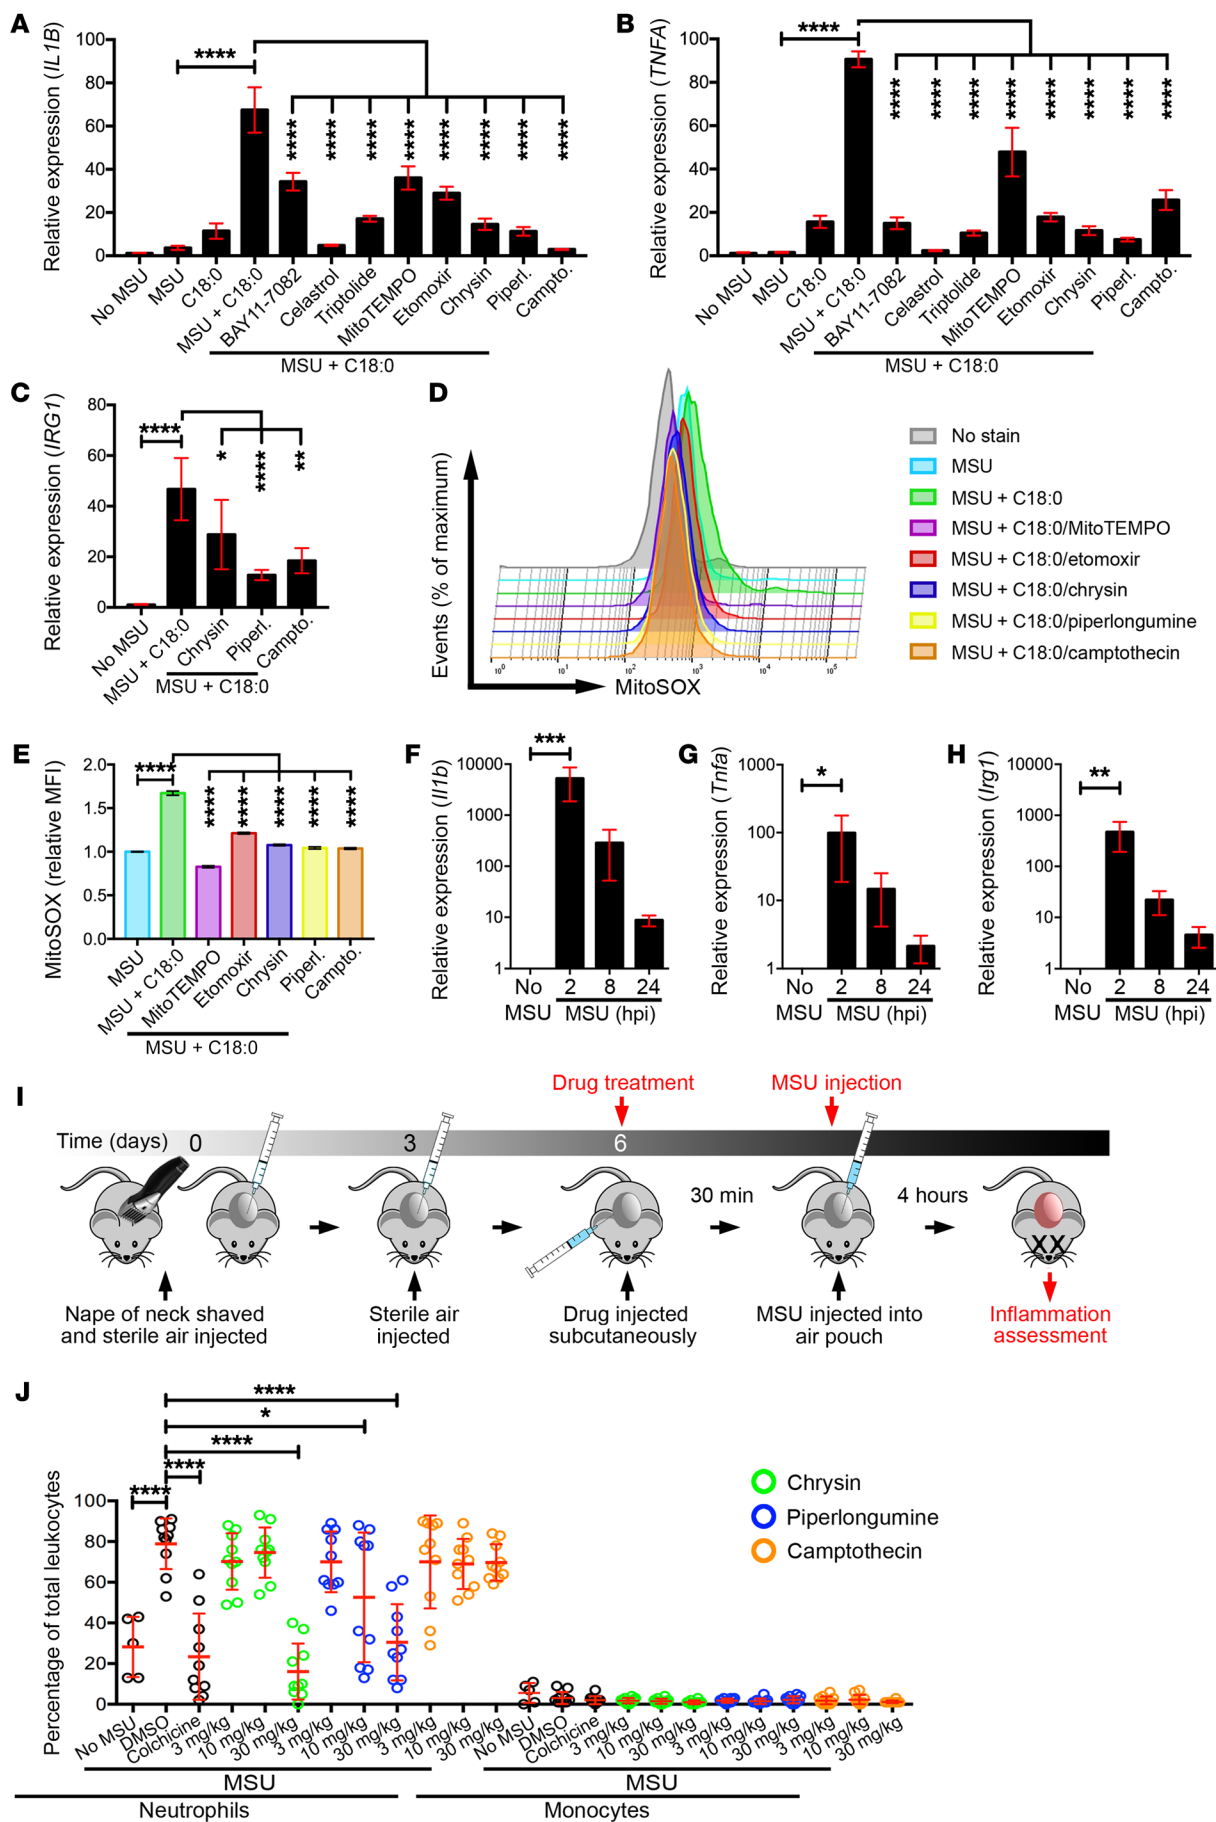 A
Relative expression (IL1B)
100
80
60
40
20
0
****
**** **** **** **** **** **** **** ****
No MSU
MSU
C18:0
MSU + C18:0
BAY11-7082
Celastrol
Triptolide
MitoTEMPO
Etomoxir
Chrysin
Piperl.
Campto.
MSU + C18:0
B
Relative expression (TNFA)
100
80
60
40
20
0
****
**** **** **** **** **** **** **** ****
No MSU
MSU
C18:0
MSU + C18:0
BAY11-7082
Celastrol
Triptolide
MitoTEMPO
Etomoxir
Chrysin
Piperl.
Campto.
MSU + C18:0
C
Relative expression (IRG1)
80
60
40
20
0
****
* **** **
No MSU
MSU + C18:0
Chrysin
Piperl.
Campto.
MSU + C18:0
D
Events (% of maximum)
10⁰ 10¹ 10² 10³ 10⁴ 10⁵
MitoSOX
No stain
MSU
MSU + C18:0
MSU + C18:0/MitoTEMPO
MSU + C18:0/etomoxir
MSU + C18:0/chrysin
MSU + C18:0/piperlongumine
MSU + C18:0/camptothecin
E
MitoSOX (relative MFI)
2.0
1.5
1.0
0.5
0.0
****
**** **** **** **** ****
MSU
MSU + C18:0
MitoTEMPO
Etomoxir
Chrysin
Piperl.
Campto.
MSU + C18:0
F
Relative expression (Il1b)
10000
1000
100
10
1
***
No 2 8 24
MSU MSU (hpi)
G
Relative expression (Tnfa)
1000
100
10
1
*
No 2 8 24
MSU MSU (hpi)
H
Relative expression (Irg1)
10000
1000
100
10
1
**
No 2 8 24
MSU MSU (hpi)
I
Drug treatment
MSU injection
Time (days) 0 3 6
30 min
4 hours
XX
Nape of neck shaved
and sterile air injected
Sterile air
injected
Drug injected
subcutaneously
MSU injected into
air pouch
Inflammation
assessment
J
Percentage of total leukocytes
100
80
60
40
20
0
****
*
****
****
****
Chrysin
Piperlongumine
Camptothecin
No MSU
DMSO
Colchicine
3 mg/kg
10 mg/kg
30 mg/kg
3 mg/kg
10 mg/kg
30 mg/kg
3 mg/kg
10 mg/kg
30 mg/kg
No MSU
DMSO
Colchicine
3 mg/kg
10 mg/kg
30 mg/kg
3 mg/kg
10 mg/kg
30 mg/kg
3 mg/kg
10 mg/kg
30 mg/kg
MSU
MSU
Neutrophils
Monocytes